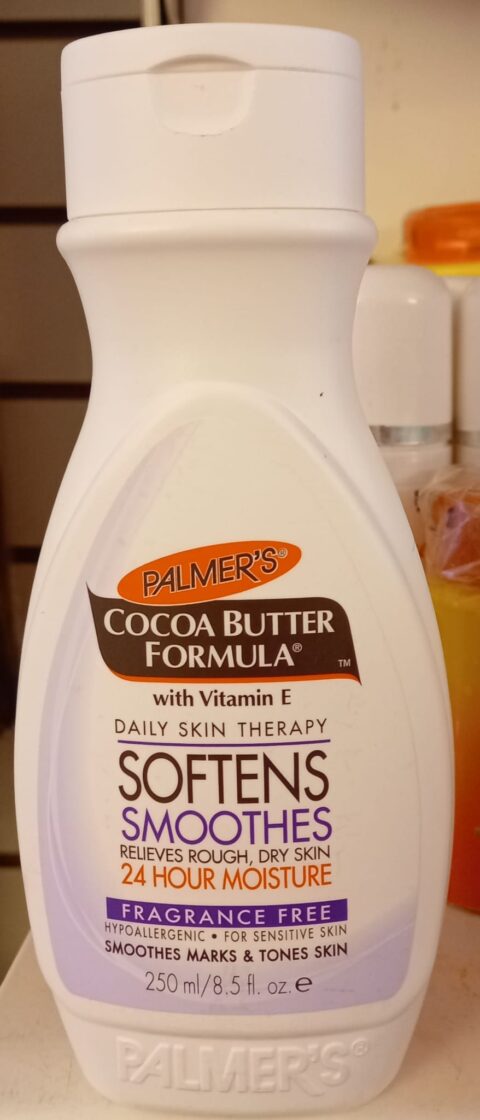 PALMER'S®
COCOA BUTTER
FORMULA® TM
with Vitamin E
DAILY SKIN THERAPY
SOFTENS
SMOOTHES
RELIEVES ROUGH, DRY SKIN
24 HOUR MOISTURE
FRAGRANCE FREE
HYPOALLERGENIC • FOR SENSITIVE SKIN
SMOOTHES MARKS & TONES SKIN
250 ml/8.5 fl. oz. ℮
PALMER'S®